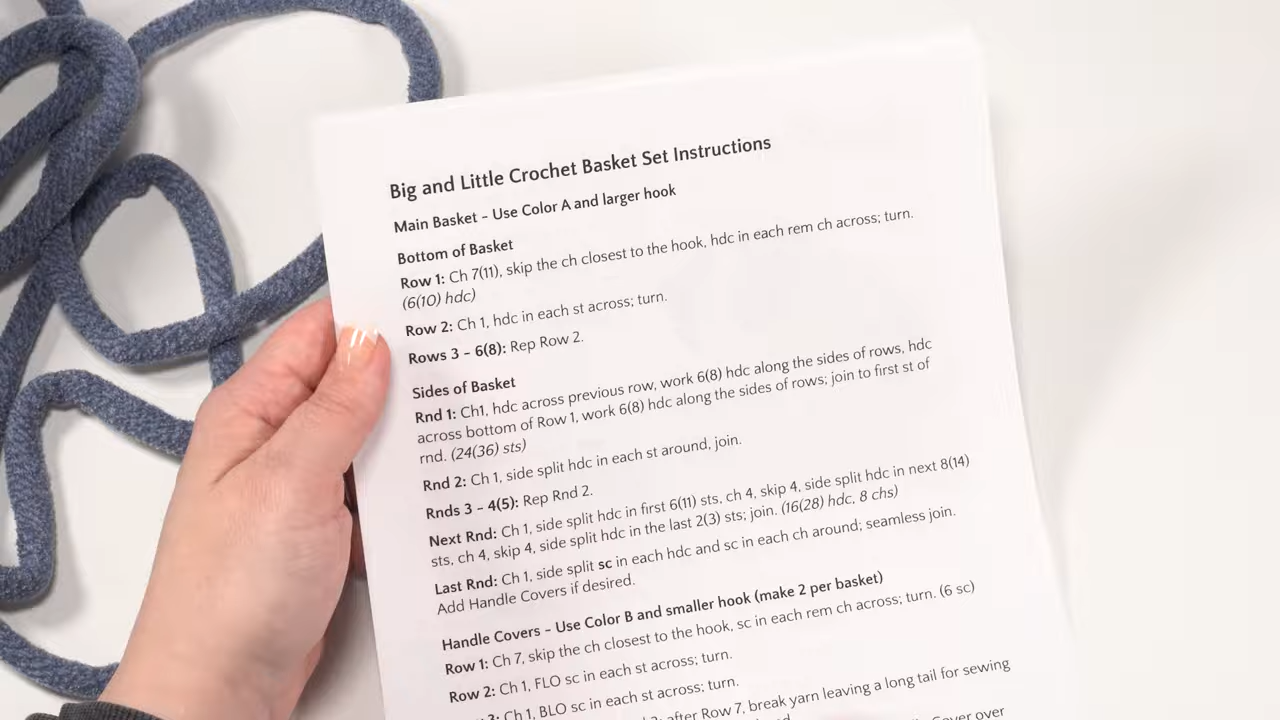 Big and Little Crochet Basket Set Instructions
Main Basket – Use Color A and larger hook
Bottom of Basket
Row 1: Ch 7(11), skip the ch closest to the hook, hdc in each rem ch across; turn.
(6(10) hdc)
Row 2: Ch 1, hdc in each st across; turn.
Rows 3 – 6(8): Rep Row 2.
Sides of Basket
Rnd 1: Ch1, hdc across previous row, work 6(8) hdc along the sides of rows, hdc
across bottom of Row 1, work 6(8) hdc along the sides of rows; join to first st of
rnd. (24(36) sts)
Rnd 2: Ch 1, side split hdc in each st around, join.
Rnds 3 – 4(5): Rep Rnd 2.
Next Rnd: Ch 1, side split hdc in first 6(11) sts, ch 4, skip 4, side split hdc in next 8(14)
sts, ch 4, skip 4, side split hdc in the last 2(3) sts; join. (16(28) hdc, 8 chs)
Last Rnd: Ch 1, side split sc in each hdc and sc in each ch around; seamless join.
Add Handle Covers if desired.
Handle Covers – Use Color B and smaller hook (make 2 per basket)
Row 1: Ch 7, skip the ch closest to the hook, sc in each rem ch across; turn. (6 sc)
Row 2: Ch 1, FLO sc in each st across; turn.
3: Ch 1, BLO sc in each st across; turn.
after Row 7, break yarn leaving a long tail for sewing
Cover over